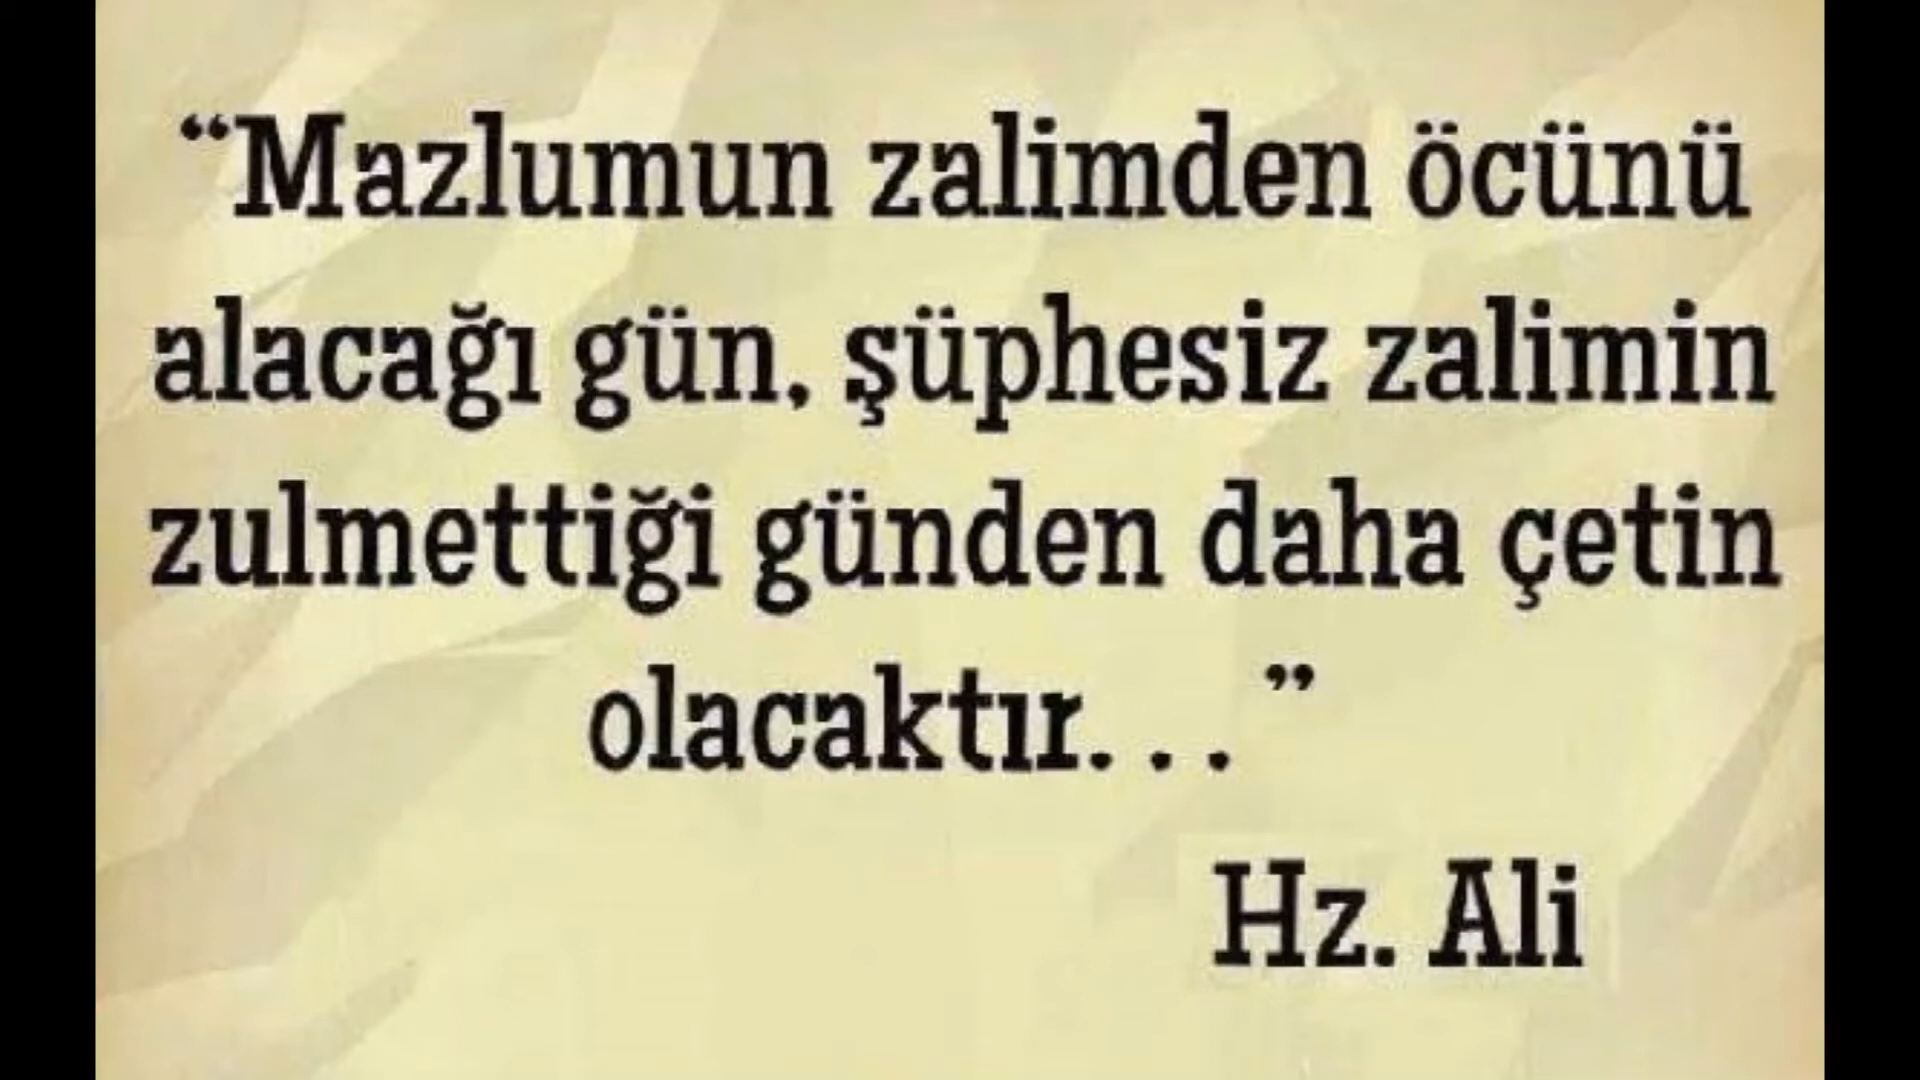 “Mazlumun zalimden öcünü
alacağı gün, şüphesiz zalimin
zulmettiği günden daha çetin
olacaktır. . . ”
Hz. Ali